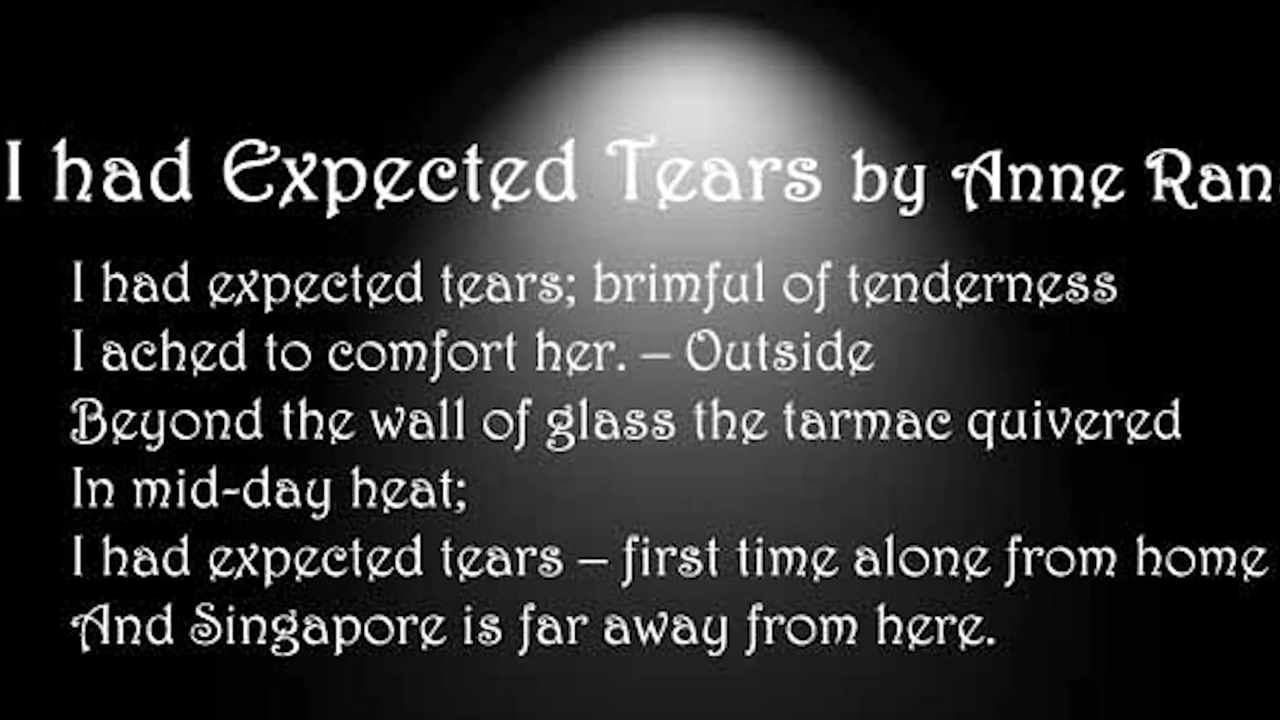 I had Expected Tears by Anne Ran
I had expected tears; brimful of tenderness
I ached to comfort her. – Outside
Beyond the wall of glass the tarmac quivered
In mid-day heat;
I had expected tears – first time alone from home
And Singapore is far away from here.